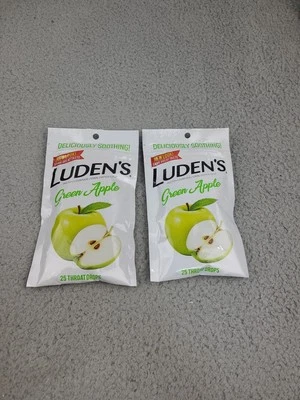 DELICIOUSLY SOOTHING!
LUDEN'S
Green Apple
25 THROAT DROPS
DELICIOUSLY SOOTHING!
LUDEN'S
Green Apple
25 THROAT DROPS